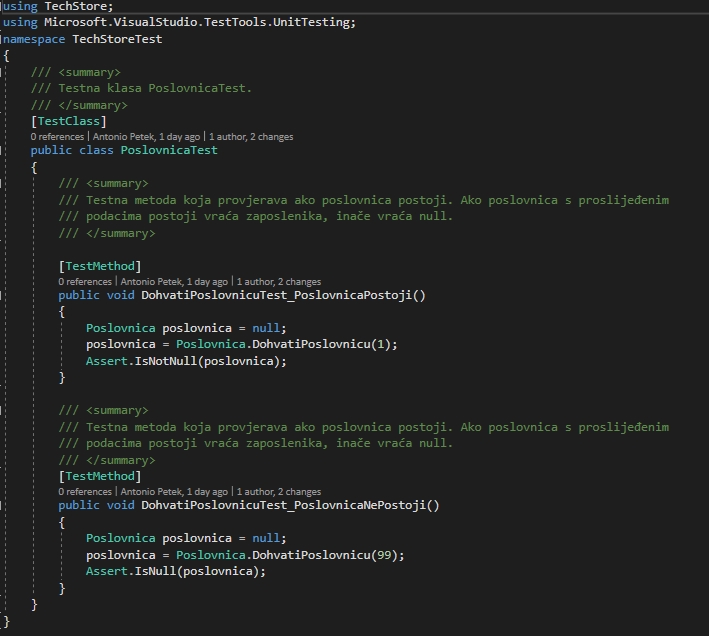 using TechStore;
using Microsoft.VisualStudio.TestTools.UnitTesting;
namespace TechStoreTest
{
/// <summary>
/// Testna klasa PoslovnicaTest.
/// </summary>
[TestClass]
0 references | Antonio Petek, 1 day ago | 1 author, 2 changes
public class PoslovnicaTest
{
/// <summary>
/// Testna metoda koja provjerava ako poslovnica postoji. Ako poslovnica s proslijeđenim
/// podacima postoji vraća zaposlenika, inače vraća null.
/// </summary>
[TestMethod]
0 references | Antonio Petek, 1 day ago | 1 author, 2 changes
public void DohvatiPoslovnicuTest_PoslovnicaPostoji()
{
Poslovnica poslovnica = null;
poslovnica = Poslovnica.DohvatiPoslovnicu(1);
Assert.IsNotNull(poslovnica);
}
/// <summary>
/// Testna metoda koja provjerava ako poslovnica postoji. Ako poslovnica s proslijeđenim
/// podacima postoji vraća zaposlenika, inače vraća null.
/// </summary>
[TestMethod]
0 references | Antonio Petek, 1 day ago | 1 author, 2 changes
public void DohvatiPoslovnicuTest_PoslovnicaNePostoji()
{
Poslovnica poslovnica = null;
poslovnica = Poslovnica.DohvatiPoslovnicu(99);
Assert.IsNull(poslovnica);
}
}
}